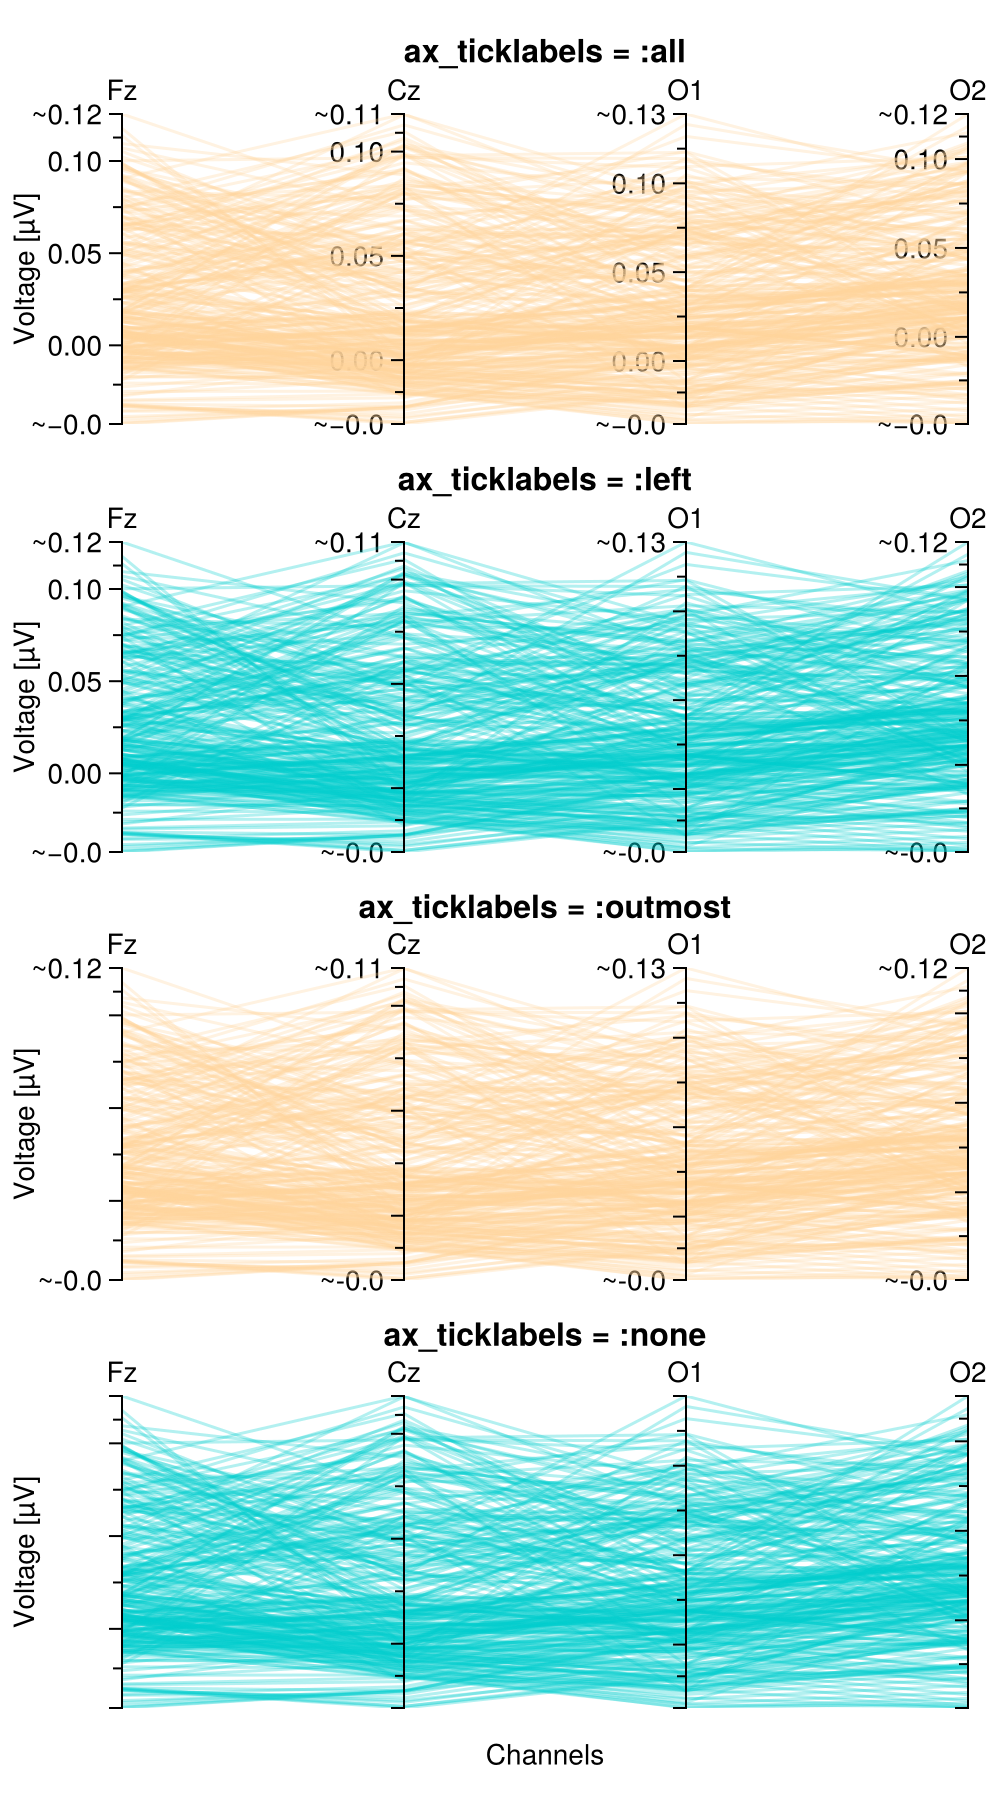 ax_ticklabels = :all
Fz Cz O1 O2
~0.12 ~0.11 ~0.13 ~0.12
0.10 0.10 0.10 0.10
0.05 0.05 0.05 0.05
0.00 0.00 0.00 0.00
~−0.0 ~−0.0 ~−0.0 ~−0.0
Voltage [µV]
ax_ticklabels = :left
Fz Cz O1 O2
~0.12 ~0.11 ~0.13 ~0.12
0.10
0.05
0.00
~−0.0 ~-0.0 ~-0.0 ~-0.0
Voltage [µV]
ax_ticklabels = :outmost
Fz Cz O1 O2
~0.12 ~0.11 ~0.13 ~0.12
~-0.0 ~-0.0 ~-0.0 ~-0.0
Voltage [µV]
ax_ticklabels = :none
Fz Cz O1 O2
Voltage [µV]
Channels